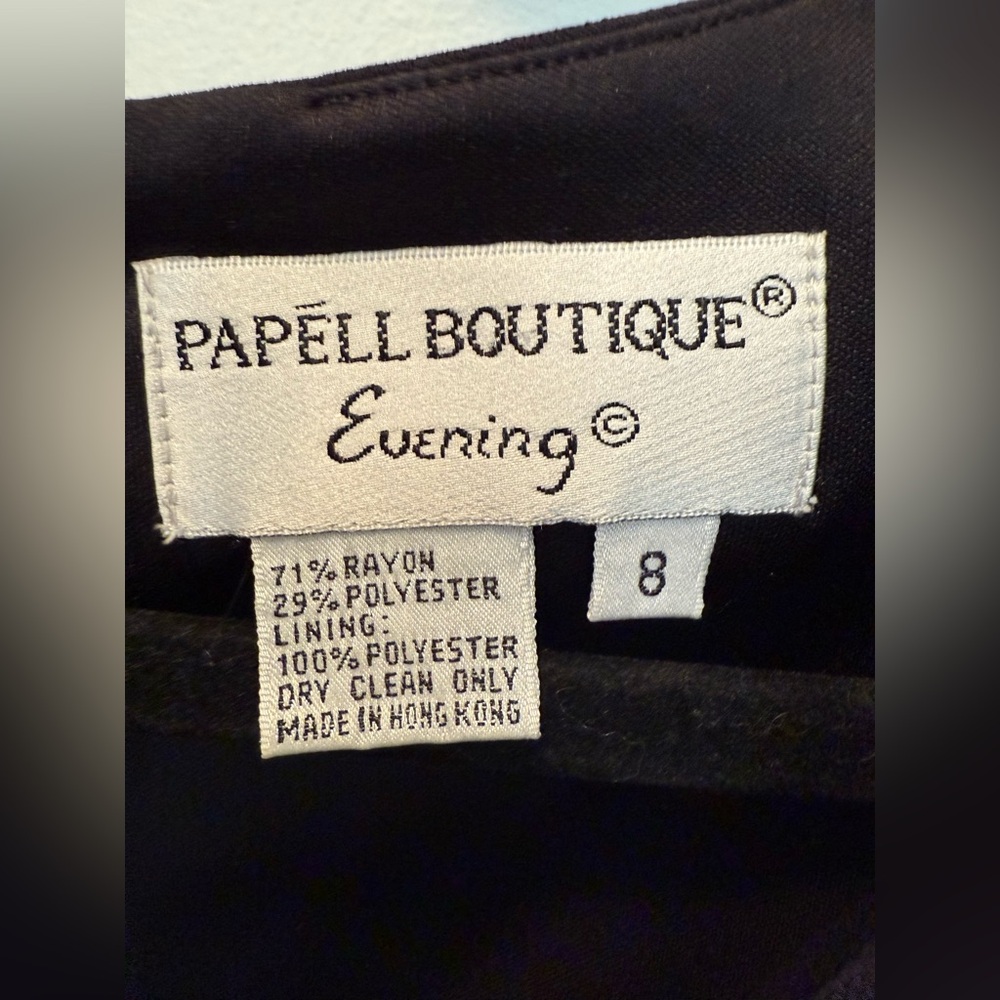 PAPĒLL BOUTIQUE®
Evening©
71% RAYON
29% POLYESTER
LINING:
100% POLYESTER
DRY CLEAN ONLY
MADE IN HONG KONG
8